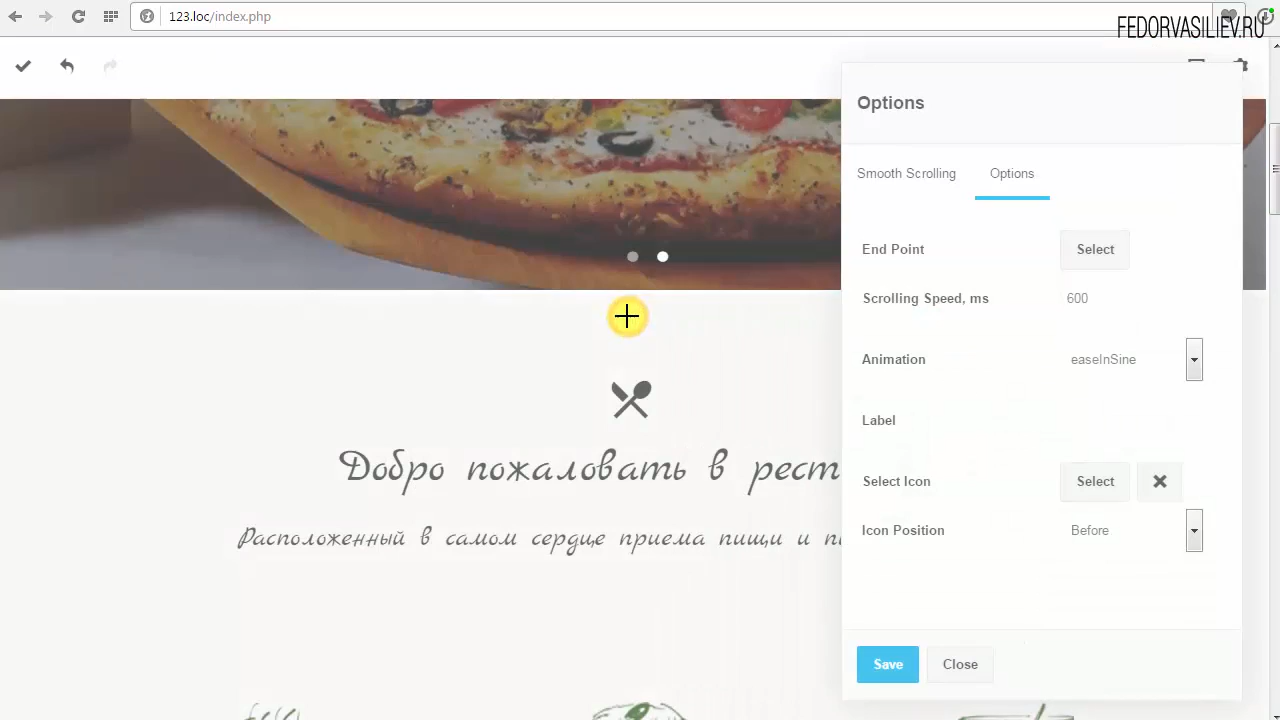 123.loc/index.php
FEDORVASILIEV.RU
Options
Smooth Scrolling Options
End Point Select
Scrolling Speed, ms 600
Animation easeInSine
Label
Select Icon Select
Icon Position Before
Save Close
Добро пожаловать в рест
Расположенный в самом сердце приема пищи и